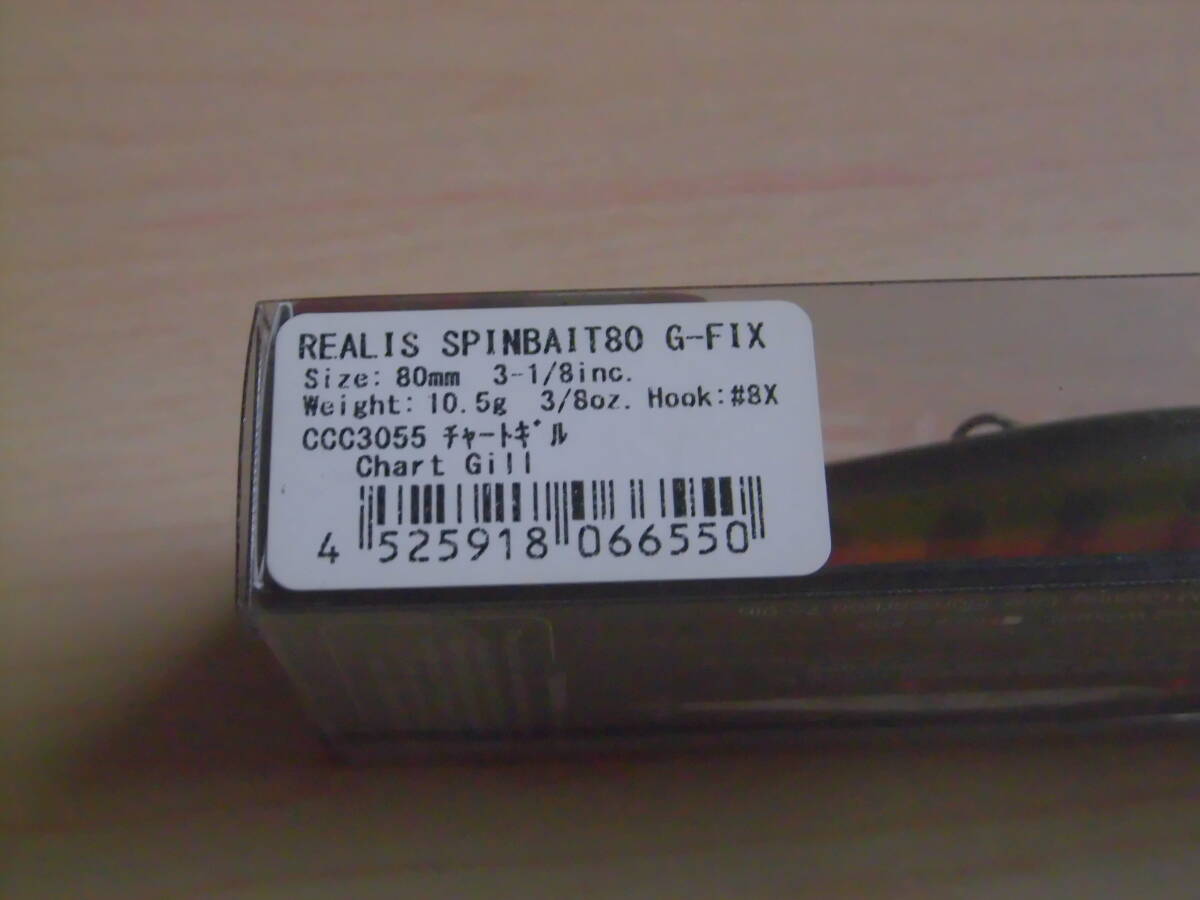 REALIS SPINBAIT80 G-FIX
Size: 80mm 3-1/8inc.
Weight: 10.5g 3/8oz. Hook:#8X
CCC3055 ﾁｬｰﾄｷﾞﾙ
Chart Gill
4 525918 066550